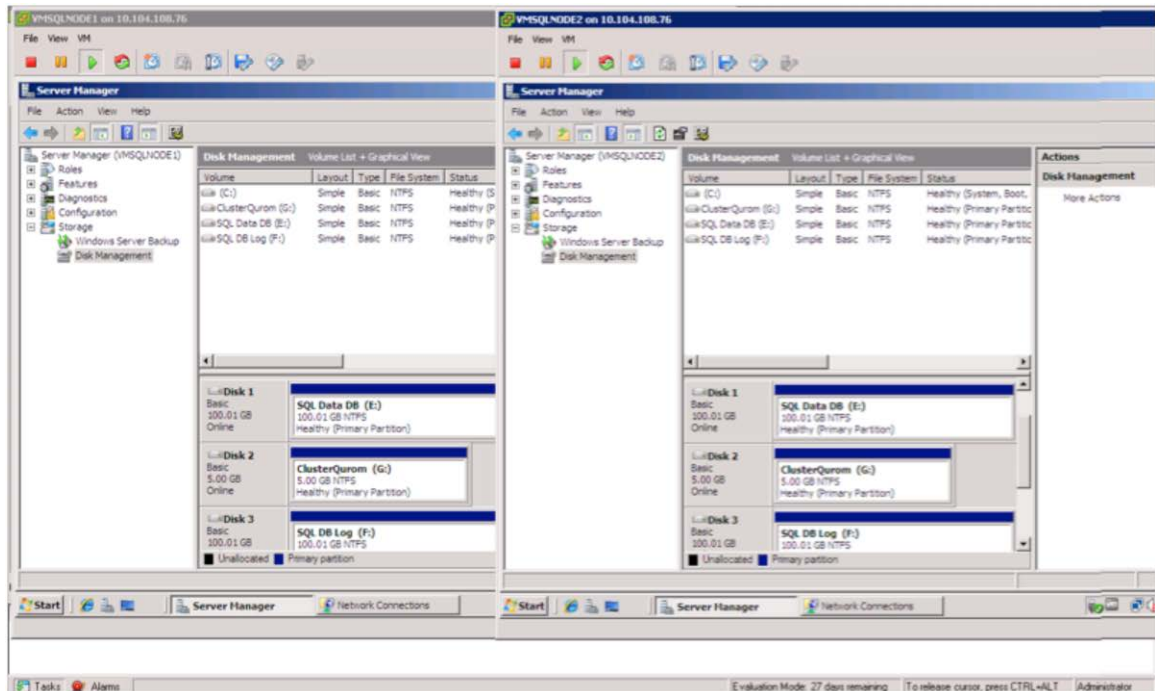 VMSQLNODE1 on 10.104.108.76
File View VM
Server Manager
File Action View Help
Server Manager (VMSQLNODE1)
Roles
Features
Diagnostics
Configuration
Storage
Windows Server Backup
Disk Management
Disk Management Volume List + Graphical View
Volume Layout Type File System Status
(C:) Simple Basic NTFS Healthy (S
ClusterQurom (G:) Simple Basic NTFS Healthy (P
SQL Data DB (E:) Simple Basic NTFS Healthy (P
SQL DB Log (F:) Simple Basic NTFS Healthy (P
Disk 1
Basic
100.01 GB
Online
SQL Data DB (E:)
100.01 GB NTFS
Healthy (Primary Partition)
Disk 2
Basic
5.00 GB
Online
ClusterQurom (G:)
5.00 GB NTFS
Healthy (Primary Partition)
Disk 3
Basic
100.01 GB
SQL DB Log (F:)
100.01 GB NTFS
Unallocated Primary partition
Start Server Manager Network Connections
VMSQLNODE2 on 10.104.108.76
File View VM
Server Manager
File Action View Help
Server Manager (VMSQLNODE2)
Roles
Features
Diagnostics
Configuration
Storage
Windows Server Backup
Disk Management
Disk Management Volume List + Graphical View
Volume Layout Type File System Status
(C:) Simple Basic NTFS Healthy (System, Boot,
ClusterQurom (G:) Simple Basic NTFS Healthy (Primary Partitic
SQL Data DB (E:) Simple Basic NTFS Healthy (Primary Partitic
SQL DB Log (F:) Simple Basic NTFS Healthy (Primary Partitic
Actions
Disk Management
More Actions
Disk 1
Basic
100.01 GB
Online
SQL Data DB (E:)
100.01 GB NTFS
Healthy (Primary Partition)
Disk 2
Basic
5.00 GB
Online
ClusterQurom (G:)
5.00 GB NTFS
Healthy (Primary Partition)
Disk 3
Basic
100.01 GB
SQL DB Log (F:)
100.01 GB NTFS
Unallocated Primary partition
Start Server Manager Network Connections
Tasks Alarms Evaluation Mode: 27 days remaining To release cursor, press CTRL+ALT Administrator